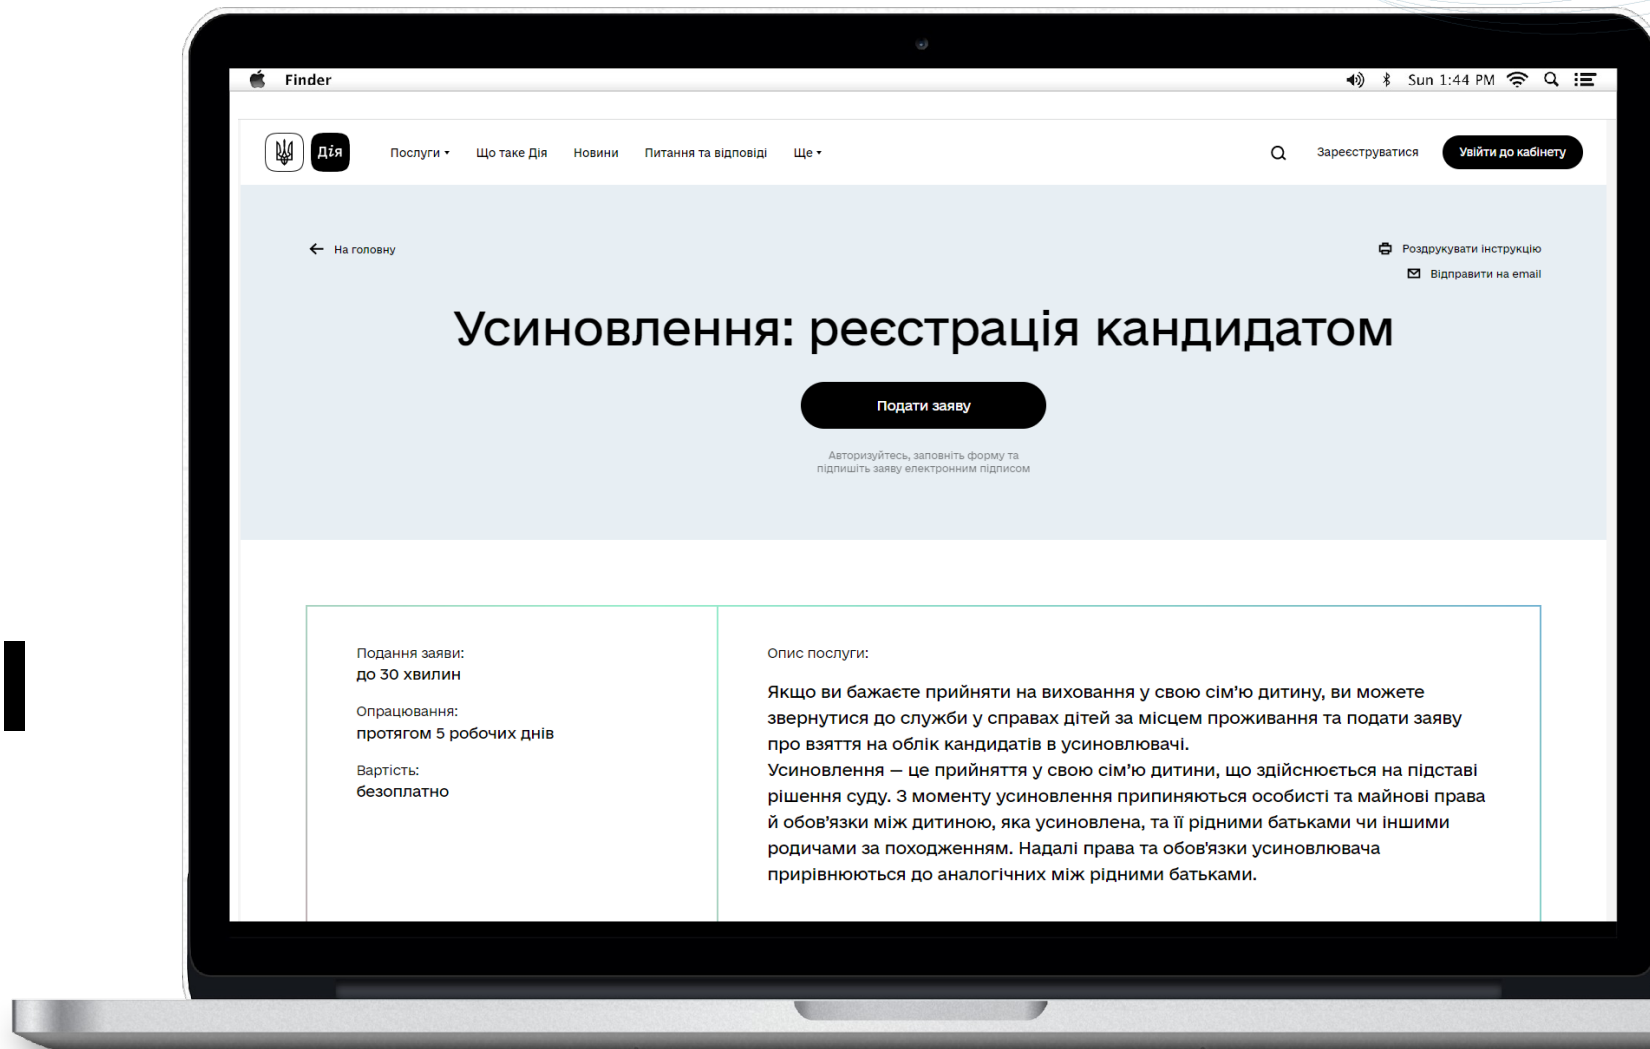 Finder
Sun 1:44 PM
Дія
Послуги
Що таке Дія
Новини
Питання та відповіді
Ще
Зареєструватися
Увійти до кабінету
На головну
Роздрукувати інструкцію
Відправити на email
Усиновлення: реєстрація кандидатом
Подати заяву
Авторизуйтесь, заповніть форму та
підпишіть заяву електронним підписом
Подання заяви:
до 30 хвилин
Опрацювання:
протягом 5 робочих днів
Вартість:
безоплатно
Опис послуги:
Якщо ви бажаєте прийняти на виховання у свою сім’ю дитину, ви можете
звернутися до служби у справах дітей за місцем проживання та подати заяву
про взяття на облік кандидатів в усиновлювачі.
Усиновлення – це прийняття у свою сім’ю дитини, що здійснюється на підставі
рішення суду. З моменту усиновлення припиняються особисті та майнові права
й обов’язки між дитиною, яка усиновлена, та її рідними батьками чи іншими
родичами за походженням. Надалі права та обов'язки усиновлювача
прирівнюються до аналогічних між рідними батьками.